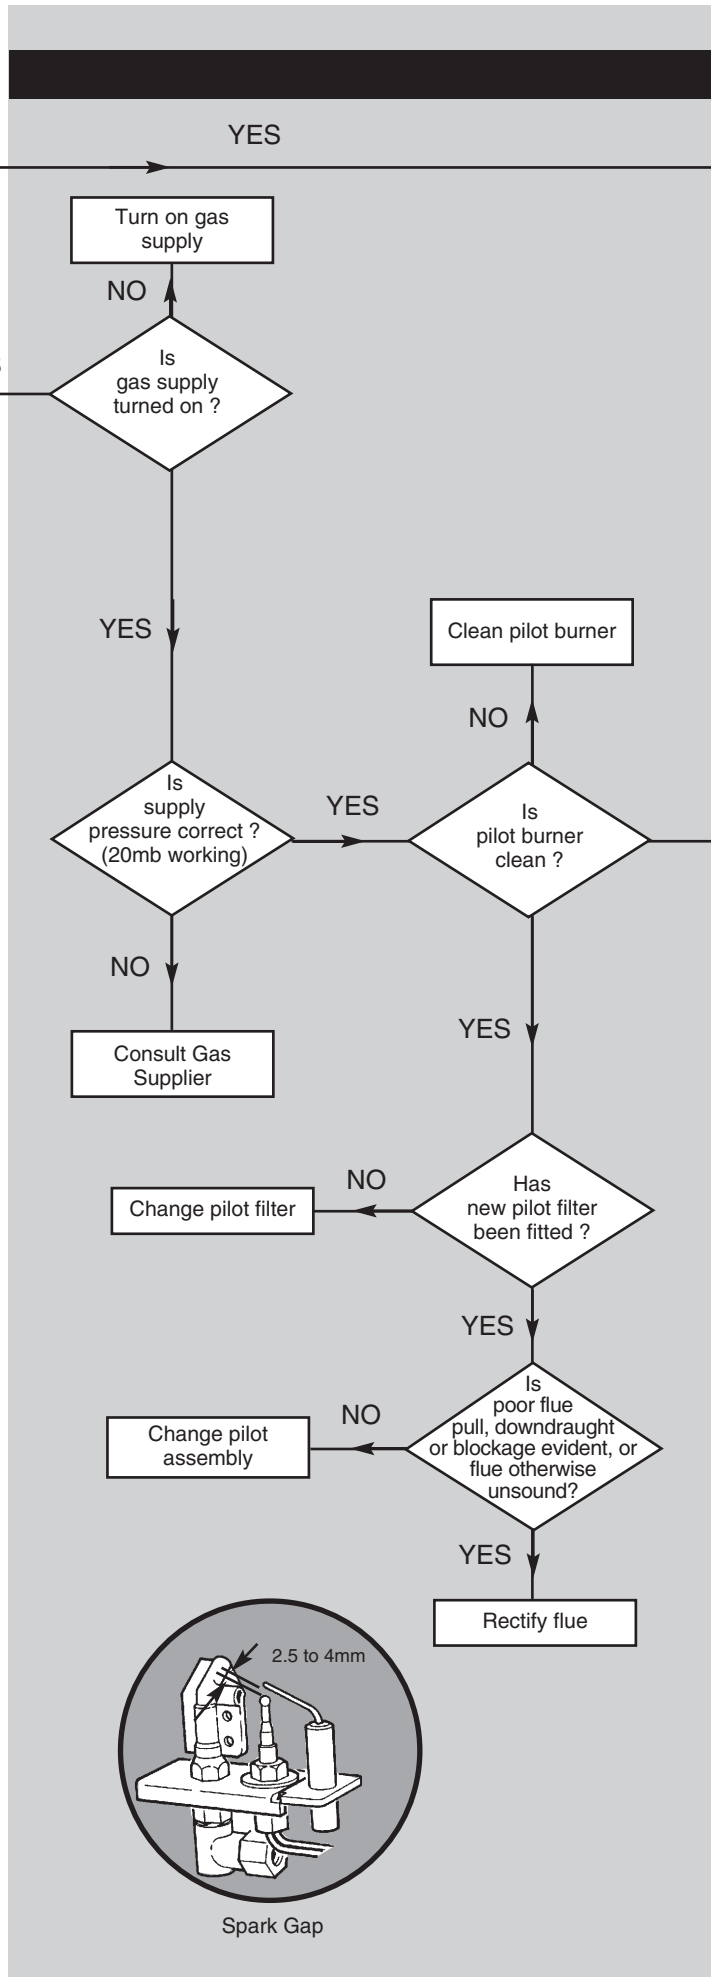 YES
Turn on gas
supply
NO
Is
gas supply
turned on ?
YES
Clean pilot burner
NO
Is
supply
pressure correct ?
(20mb working)
YES
Is
pilot burner
clean ?
NO
YES
Consult Gas
Supplier
Has
new pilot filter
been fitted ?
NO
Change pilot filter
YES
Is
poor flue
pull, downdraught
or blockage evident, or
flue otherwise
unsound?
NO
Change pilot
assembly
YES
Rectify flue
2.5 to 4mm
Spark Gap